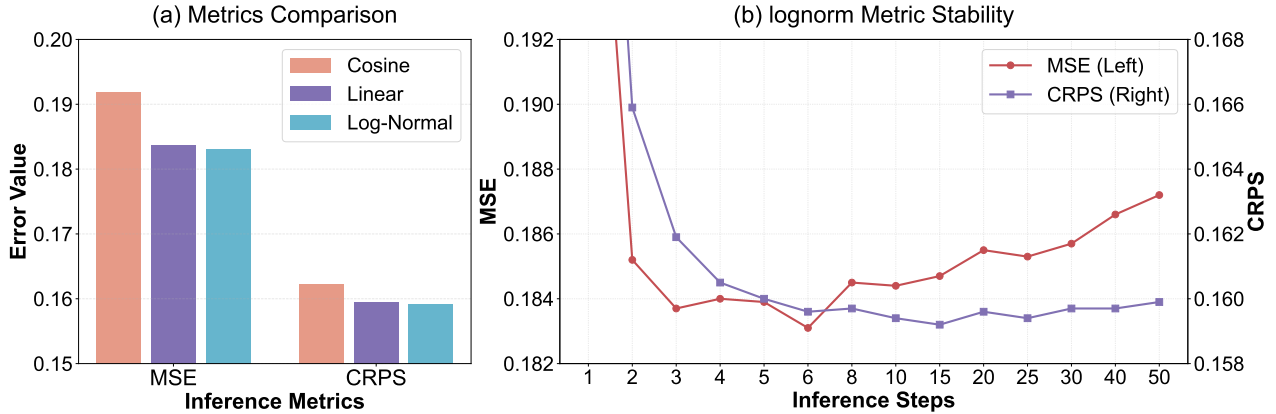 (a) Metrics Comparison
0.20
0.19
0.18
0.17
0.16
0.15
Error Value
Cosine
Linear
Log-Normal
MSE
CRPS
Inference Metrics
(b) lognorm Metric Stability
0.192
0.190
0.188
0.186
0.184
0.182
MSE
MSE (Left)
CRPS (Right)
0.168
0.166
0.164
0.162
0.160
0.158
CRPS
1 2 3 4 5 6 8 10 15 20 25 30 40 50
Inference Steps